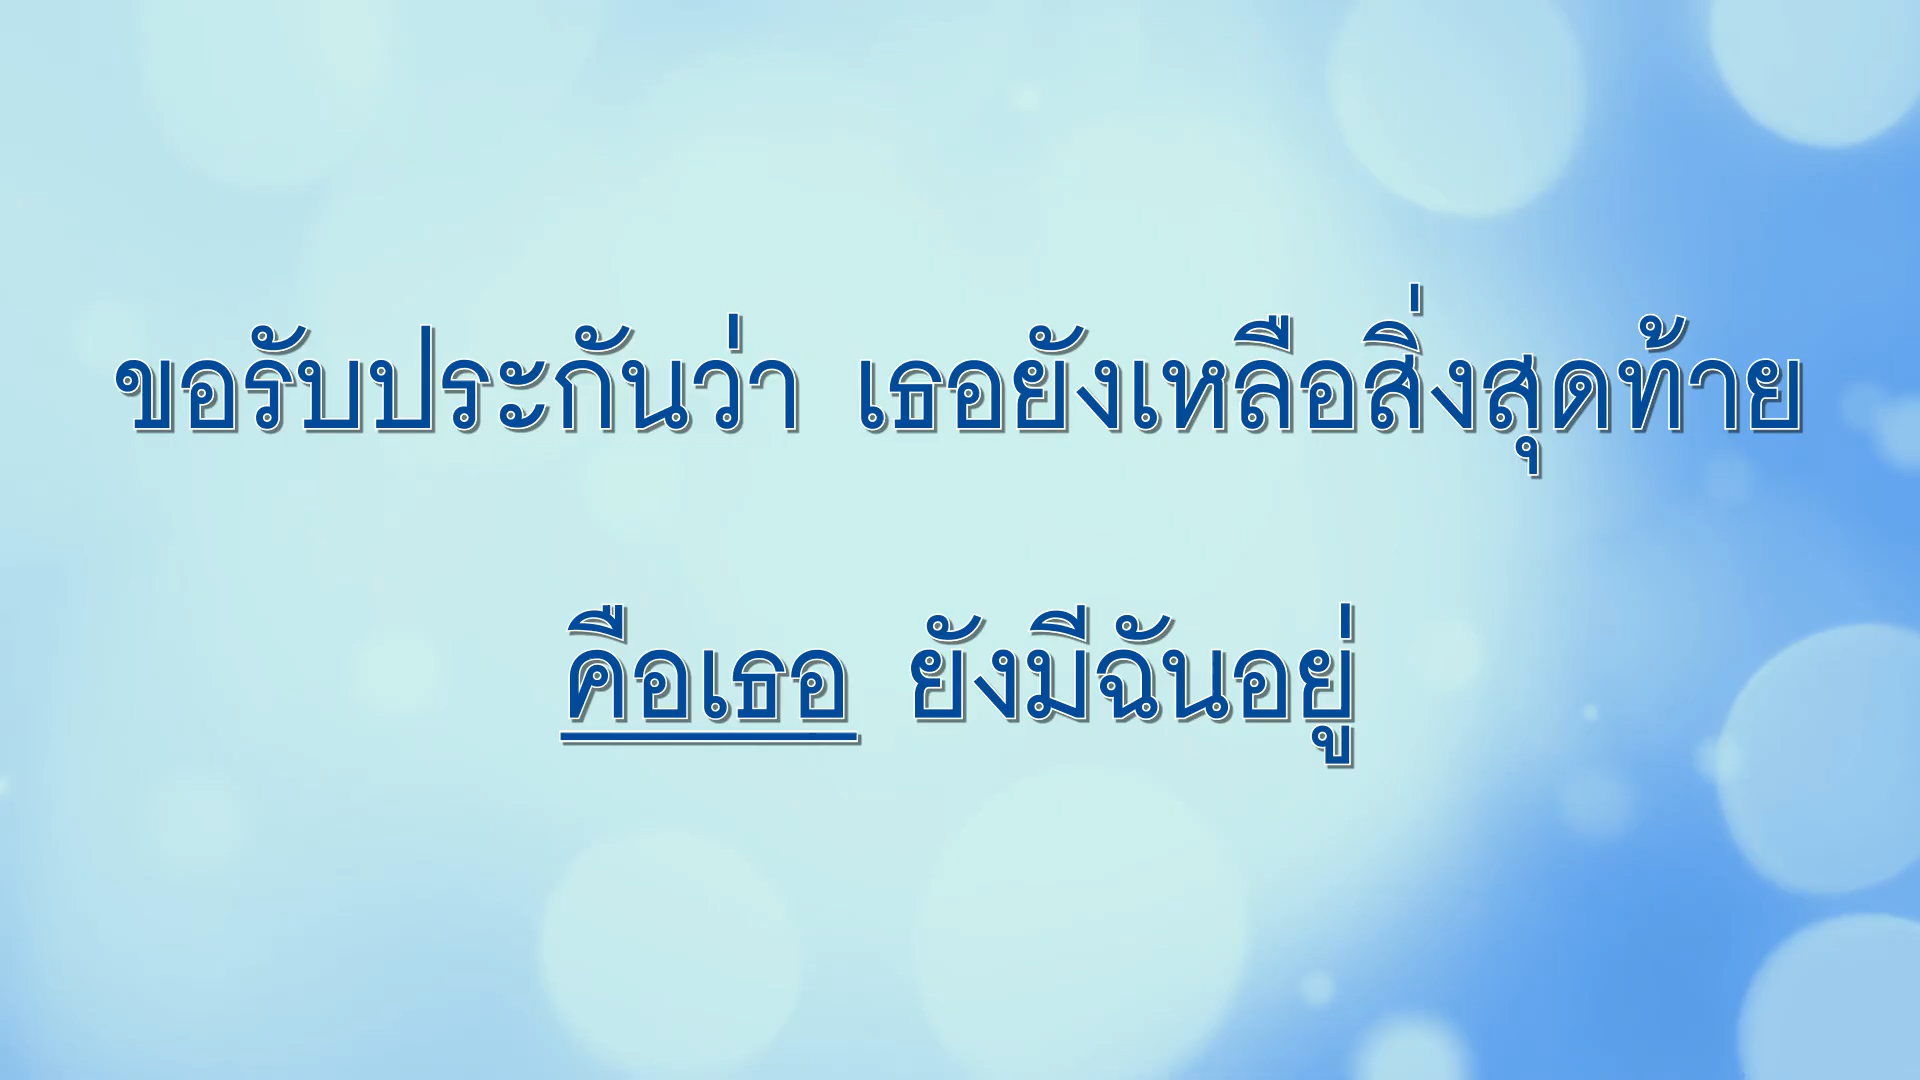 ขอรับประกันว่า เธอยังเหลือสิ่งสุดท้าย
คือเธอ ยังมีฉันอยู่